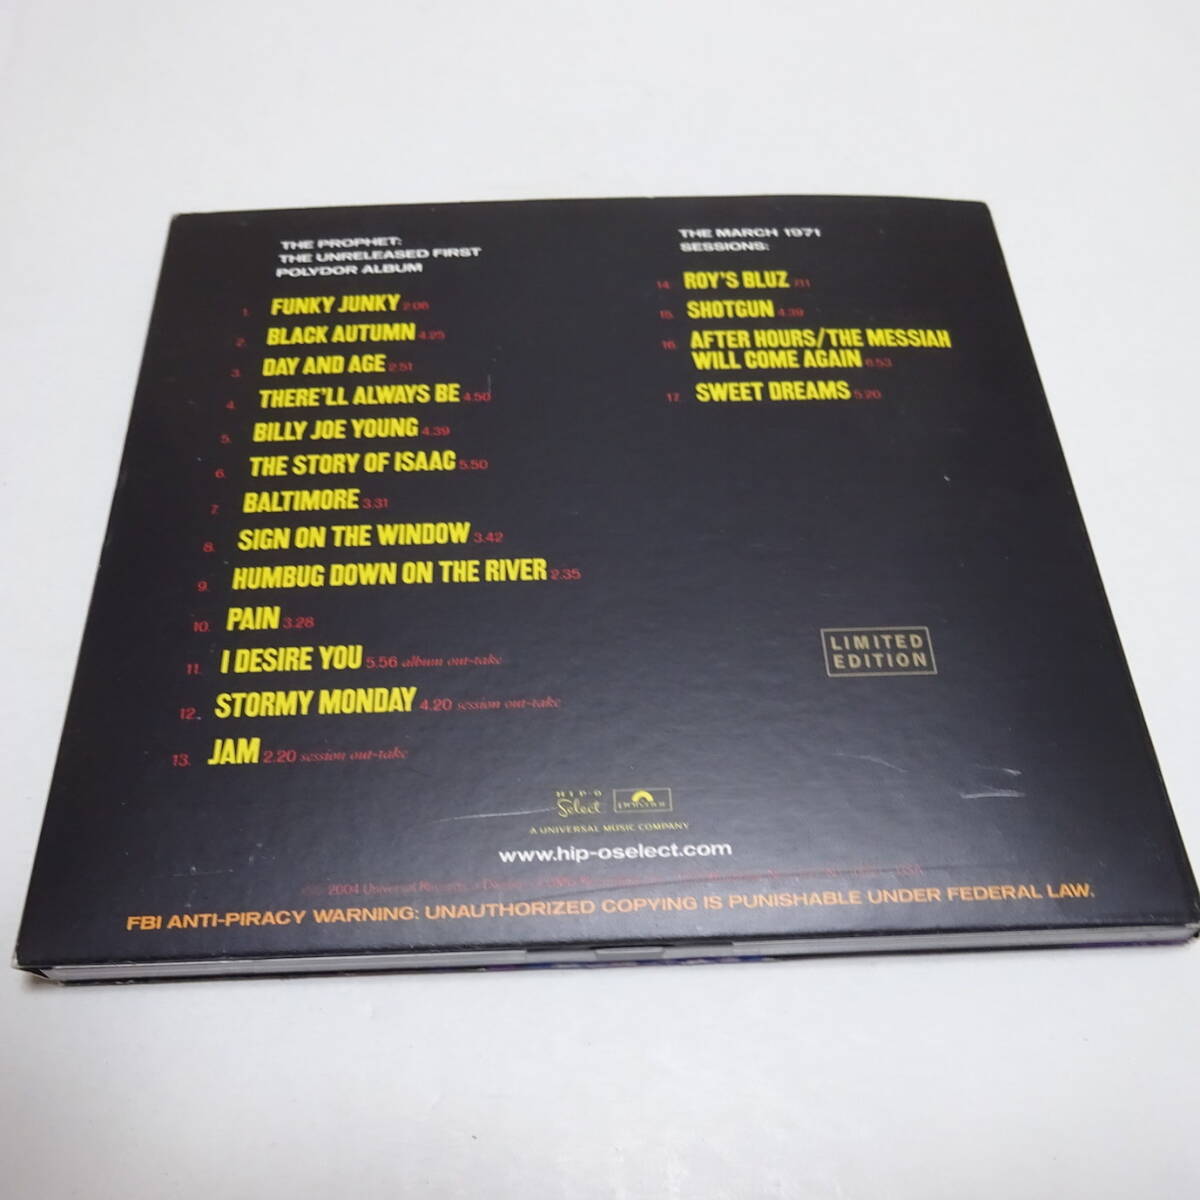 THE PROPHET:
THE UNRELEASED FIRST
POLYDOR ALBUM
1. FUNKY JUNKY 2:06
2. BLACK AUTUMN 4.25
3. DAY AND AGE 2.51
4. THERE'LL ALWAYS BE 4.50
5. BILLY JOE YOUNG 4.39
6. THE STORY OF ISAAC 5.50
7. BALTIMORE 3.31
8. SIGN ON THE WINDOW 3.42
9. HUMBUG DOWN ON THE RIVER 2.35
10. PAIN 3.28
11. I DESIRE YOU 5.56 album out-take
12. STORMY MONDAY 4.20 session out-take
13. JAM 2.20 session out-take
THE MARCH 1971
SESSIONS:
14. ROY'S BLUZ 7.11
15. SHOTGUN 4.39
16. AFTER HOURS/THE MESSIAH
WILL COME AGAIN 6.53
17. SWEET DREAMS 5.20
LIMITED
EDITION
HIP-O
Select
polydor
A UNIVERSAL MUSIC COMPANY
www.hip-oselect.com
2004 Universal Records, a
FBI ANTI-PIRACY WARNING: UNAUTHORIZED COPYING IS PUNISHABLE UNDER FEDERAL LAW.